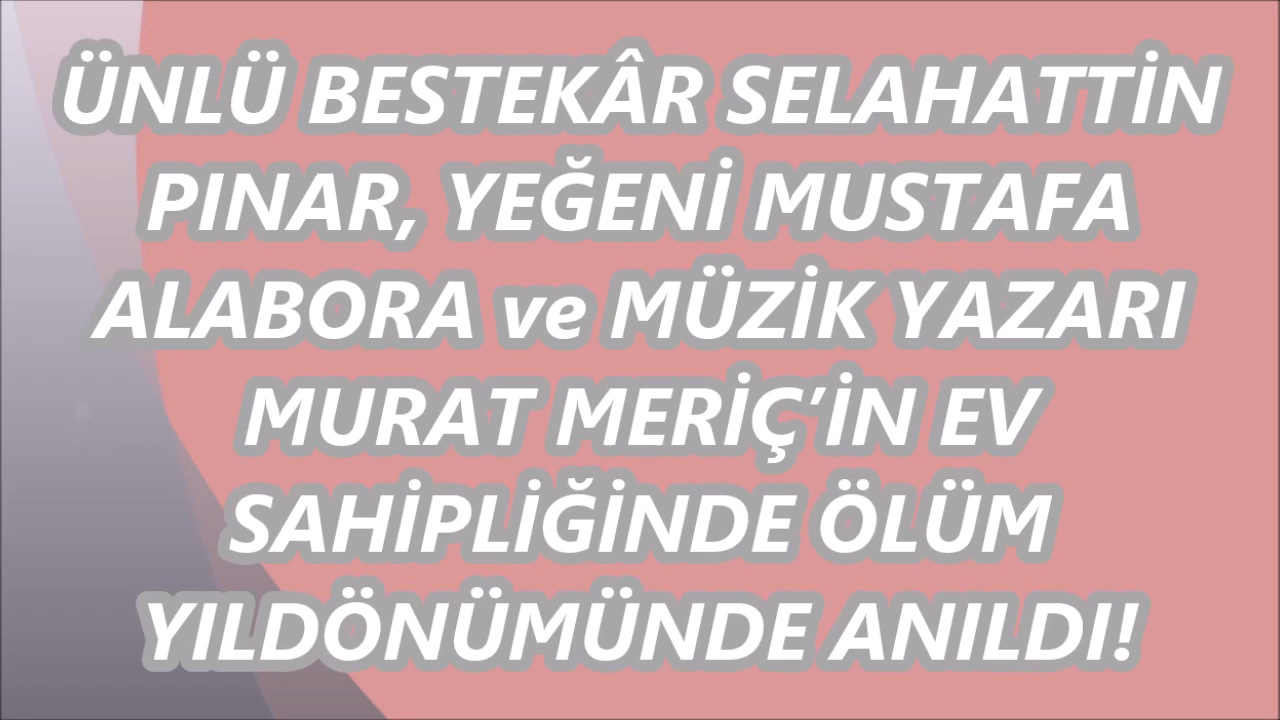 ÜNLÜ BESTEKÂR SELAHATTİN
PINAR, YEĞENİ MUSTAFA
ALABORA ve MÜZİK YAZARI
MURAT MERİÇ’İN EV
SAHİPLİĞİNDE ÖLÜM
YILDÖNÜMÜNDE ANILDI!